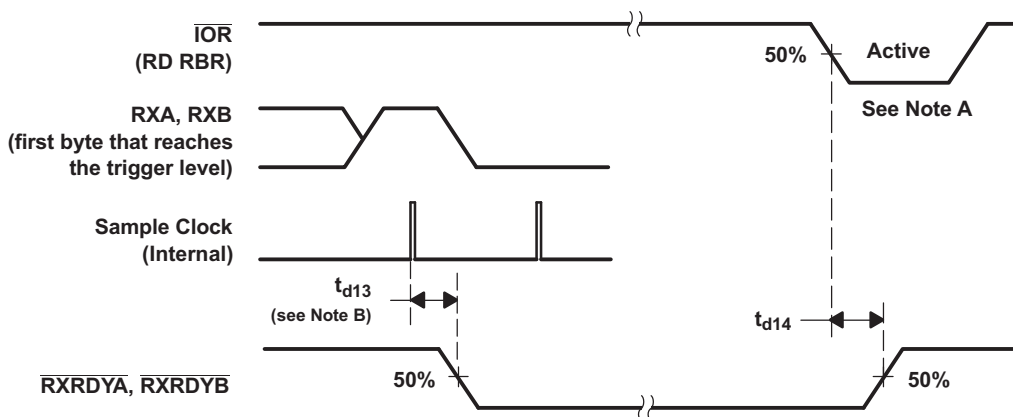 IOR
(RD RBR)
50%
Active
See Note A
RXA, RXB
(first byte that reaches
the trigger level)
Sample Clock
(Internal)
td13
(see Note B)
td14
RXRDYA, RXRDYB
50%
50%